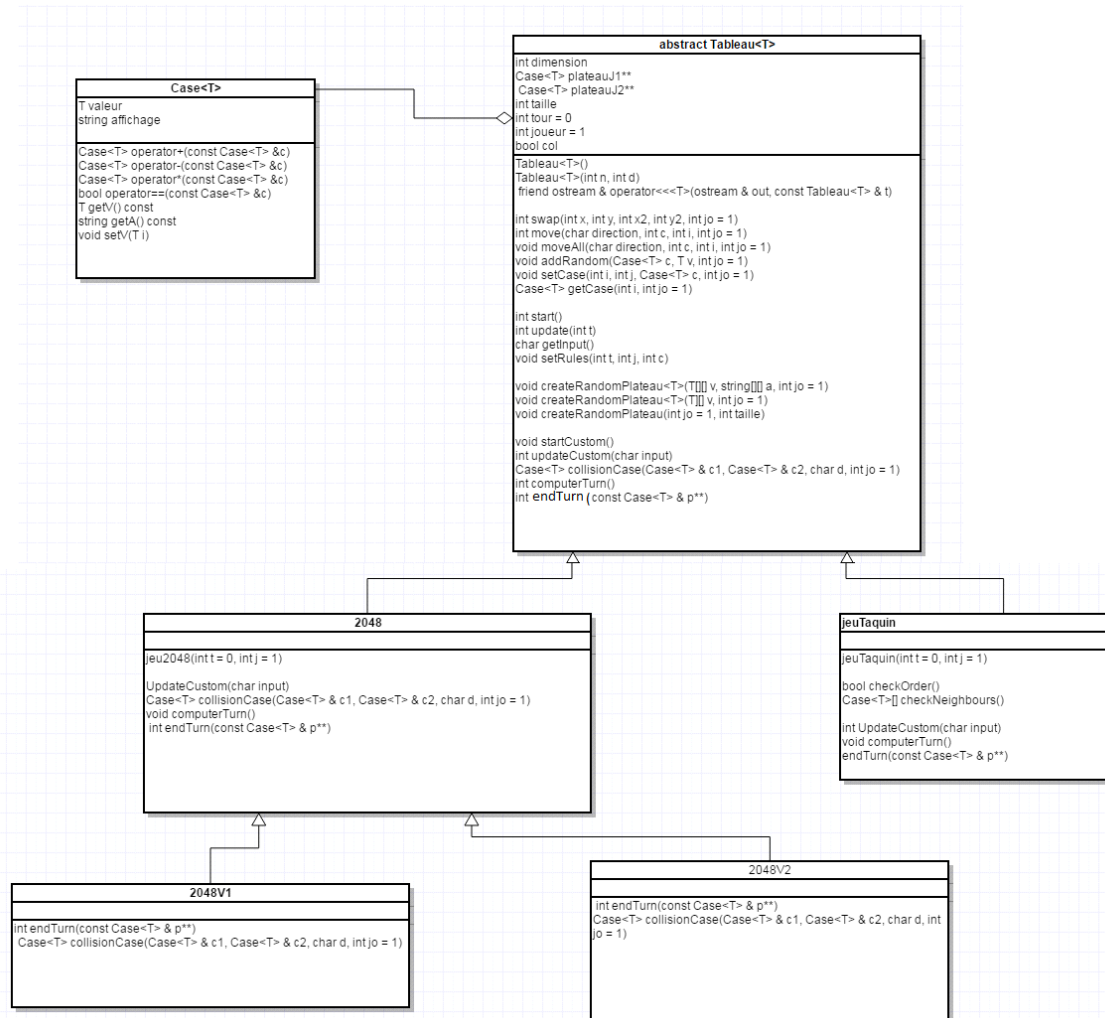 Case<T>
T valeur
string affichage
Case<T> operator+(const Case<T> &c)
Case<T> operator-(const Case<T> &c)
Case<T> operator*(const Case<T> &c)
bool operator==(const Case<T> &c)
T getV() const
string getA() const
void setV(T i)
abstract Tableau<T>
int dimension
Case<T> plateauJ1**
Case<T> plateauJ2**
int taille
int tour = 0
int joueur = 1
bool col
Tableau<T>()
Tableau<T>(int n, int d)
friend ostream & operator<<<T>(ostream & out, const Tableau<T> & t)
int swap(int x, int y, int x2, int y2, int jo = 1)
int move(char direction, int c, int i, int jo = 1)
void moveAll(char direction, int c, int i, int jo = 1)
void addRandom(Case<T> c, T v, int jo = 1)
void setCase(int i, int j, Case<T> c, int jo = 1)
Case<T> getCase(int i, int jo = 1)
int start()
int update(int t)
char getInput()
void setRules(int t, int j, int c)
void createRandomPlateau<T>(T[][] v, string[][] a, int jo = 1)
void createRandomPlateau<T>(T[][] v, int jo = 1)
void createRandomPlateau(int jo = 1, int taille)
void startCustom()
int updateCustom(char input)
Case<T> collisionCase(Case<T> & c1, Case<T> & c2, char d, int jo = 1)
int computerTurn()
int endTurn(const Case<T> & p**)
2048
jeu2048(int t = 0, int j = 1)
UpdateCustom(char input)
Case<T> collisionCase(Case<T> & c1, Case<T> & c2, char d, int jo = 1)
void computerTurn()
int endTurn(const Case<T> & p**)
jeuTaquin
jeuTaquin(int t = 0, int j = 1)
bool checkOrder()
Case<T>[] checkNeighbours()
int UpdateCustom(char input)
void computerTurn()
endTurn(const Case<T> & p**)
2048V1
int endTurn(const Case<T> & p**)
Case<T> collisionCase(Case<T> & c1, Case<T> & c2, char d, int jo = 1)
2048V2
int endTurn(const Case<T> & p**)
Case<T> collisionCase(Case<T> & c1, Case<T> & c2, char d, int
jo = 1)